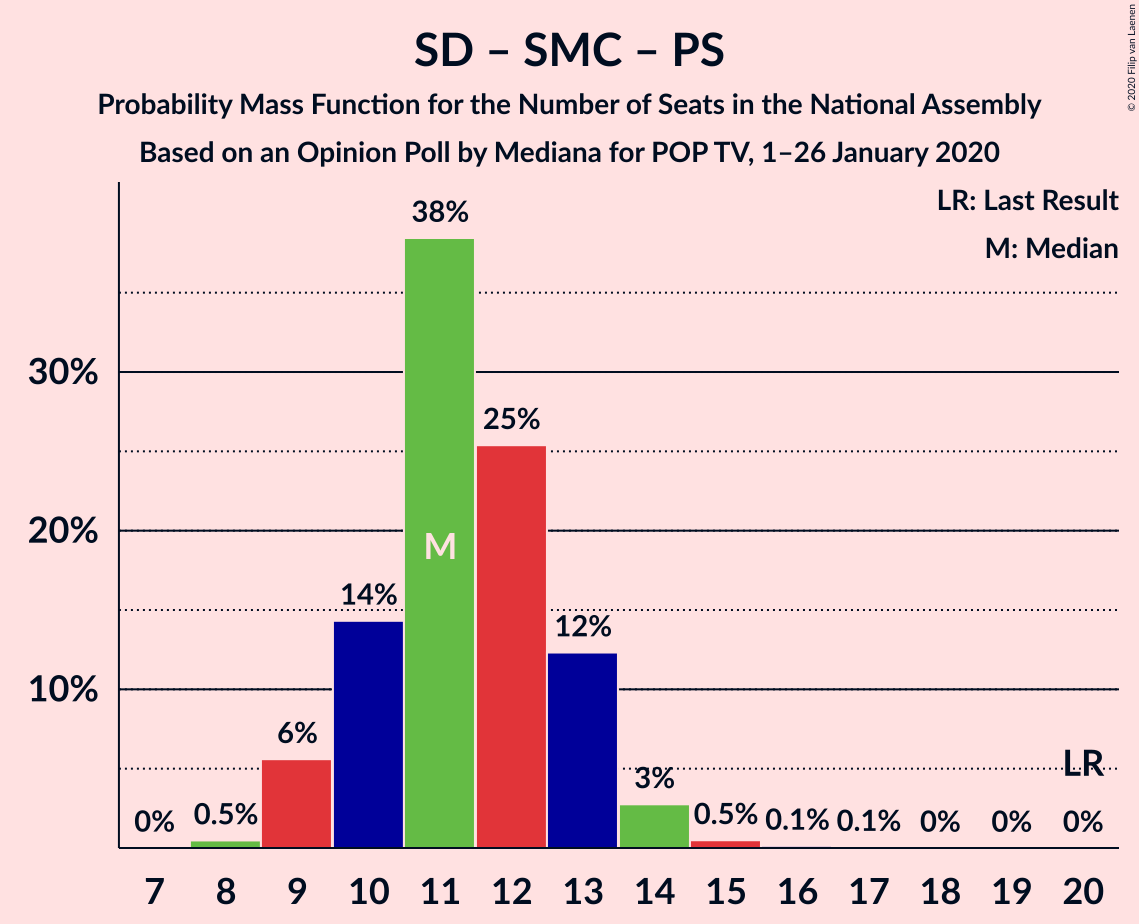 SD – SMC – PS
Probability Mass Function for the Number of Seats in the National Assembly
Based on an Opinion Poll by Mediana for POP TV, 1–26 January 2020
© 2020 Filip van Laenen
LR: Last Result
M: Median
38%
30%
25%
20%
M
14%
12%
10%
6%
LR
3%
0% 0.5% 0.5% 0.1% 0.1% 0% 0% 0%
7 8 9 10 11 12 13 14 15 16 17 18 19 20